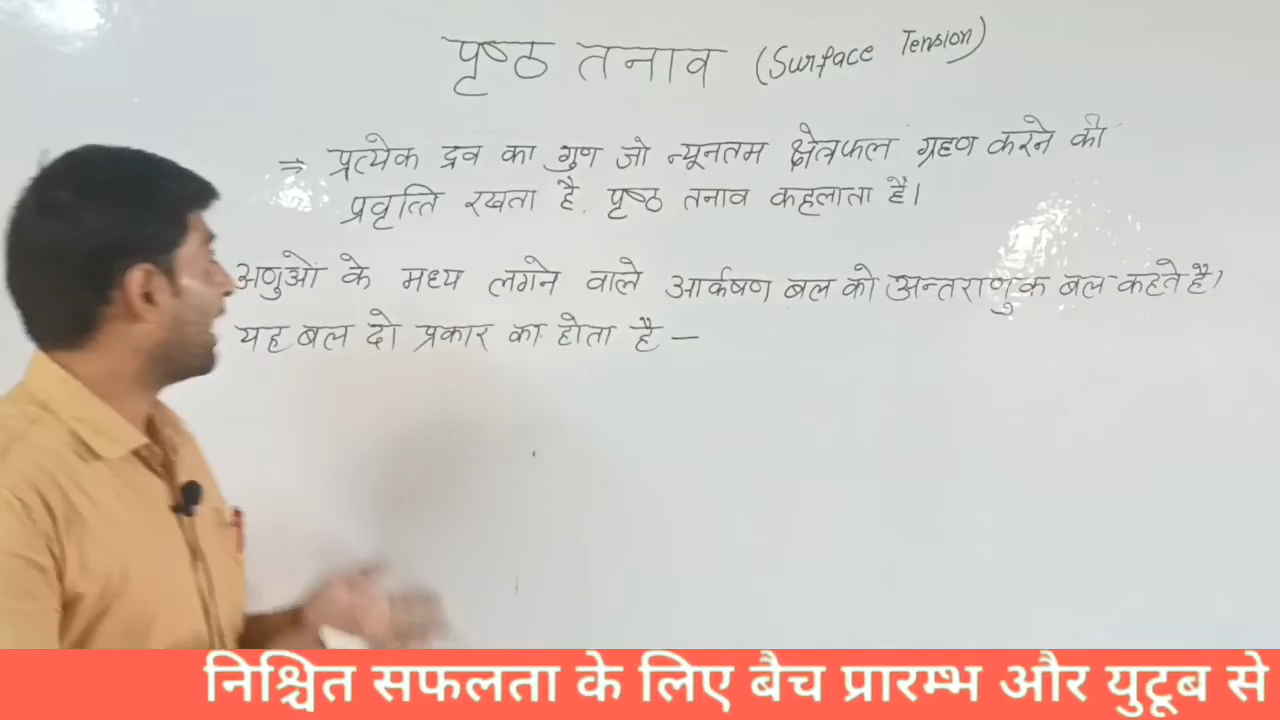 पृष्ठ तनाव (Surface Tension)
⇒ प्रत्येक द्रव का गुण जो न्यूनतम क्षेत्रफल ग्रहण करने की
प्रवृत्ति रखता है. पृष्ठ तनाव कहलाता है।
अणुओं के मध्य लगने वाले आर्कषण बल को अन्तराणुक बल कहते है।
यह बल दो प्रकार का होता है –
निश्चित सफलता के लिए बैच प्रारम्भ और युटूब से